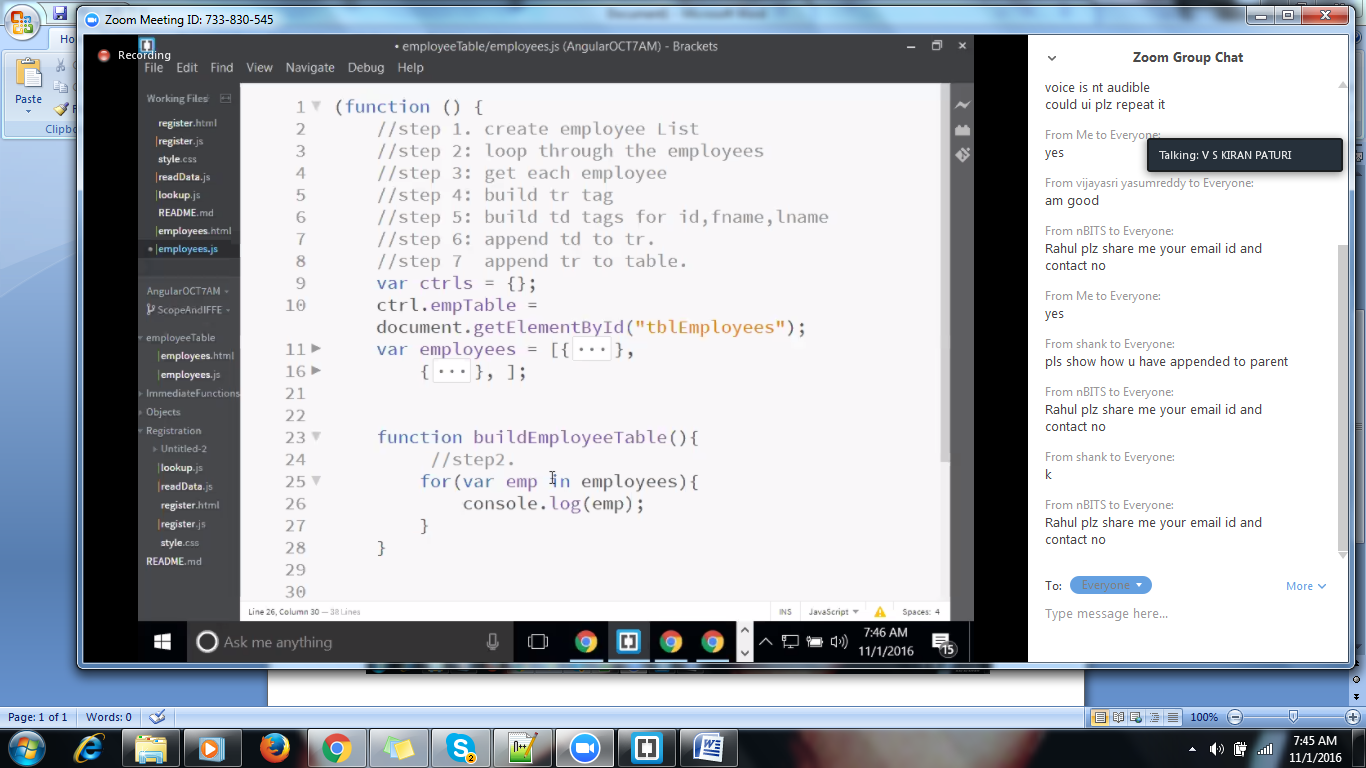 Zoom Meeting ID: 733-830-545
Ho
Paste
Clipb
Recording
• employeeTable/employees.js (AngularOCT7AM) - Brackets
File Edit Find View Navigate Debug Help
Working Files
register.html
register.js
style.css
readData.js
lookup.js
README.md
employees.html
employees.js
AngularOCT7AM
ScopeAndIFFE
employeeTable
employees.html
employees.js
ImmediateFunctions
Objects
Registration
Untitled-2
lookup.js
readData.js
register.html
register.js
style.css
README.md
1 (function () {
2 //step 1. create employee List
3 //step 2: loop through the employees
4 //step 3: get each employee
5 //step 4: build tr tag
6 //step 5: build td tags for id,fname,lname
7 //step 6: append td to tr.
8 //step 7 append tr to table.
9 var ctrls = {};
10 ctrl.empTable =
document.getElementById("tblEmployees");
11 var employees = [{···},
16 {···}, ];
21
22
23 function buildEmployeeTable(){
24 //step2.
25 for(var emp in employees){
26 console.log(emp);
27 }
28 }
29
30
Line 26, Column 30 — 38 Lines
INS JavaScript Spaces: 4
Ask me anything
7:46 AM
11/1/2016
15
Zoom Group Chat
voice is nt audible
could ui plz repeat it
From Me to Everyone:
yes
Talking: V S KIRAN PATURI
From vijayasri yasumreddy to Everyone:
am good
From nBITS to Everyone:
Rahul plz share me your email id and
contact no
From Me to Everyone:
yes
From shank to Everyone:
pls show how u have appended to parent
From nBITS to Everyone:
Rahul plz share me your email id and
contact no
From shank to Everyone:
k
From nBITS to Everyone:
Rahul plz share me your email id and
contact no
To: Everyone
More
Type message here...
Page: 1 of 1 Words: 0
100%
2
7:45 AM
11/1/2016